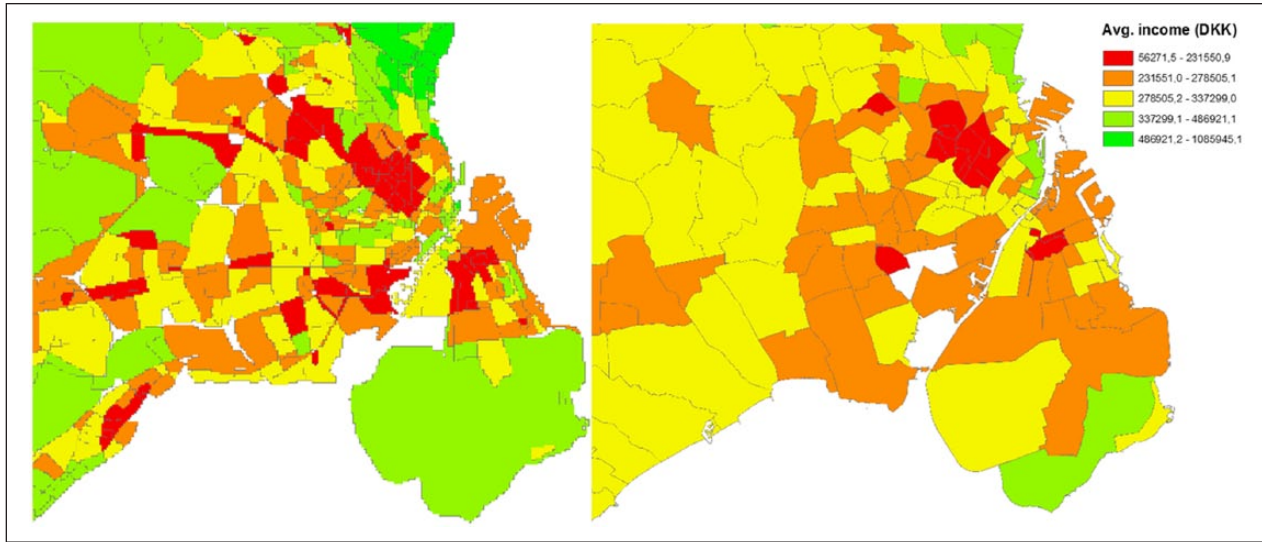 Avg. income (DKK)
56271,5 - 231550,9
231551,0 - 278505,1
278505,2 - 337299,0
337299,1 - 486921,1
486921,2 - 1085945,1